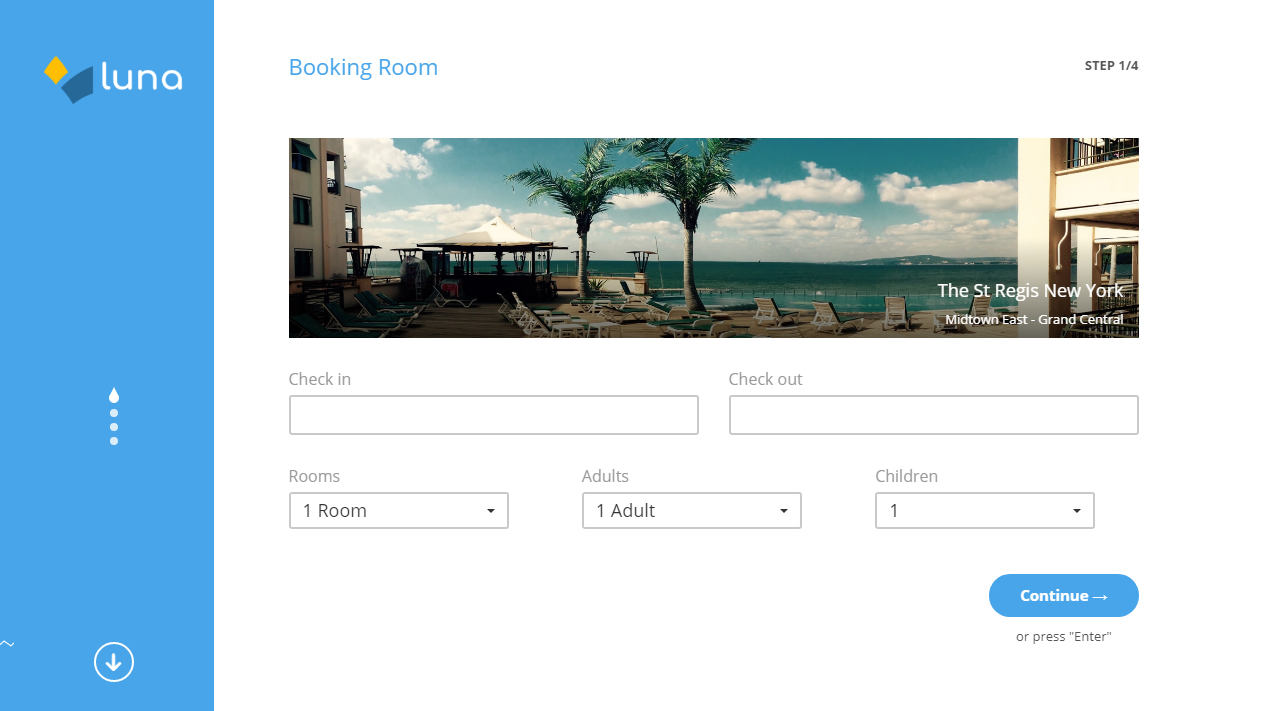 luna
Booking Room
STEP 1/4
The St Regis New York
Midtown East - Grand Central
Check in
Check out
Rooms
Adults
Children
1 Room
1 Adult
1
Continue →
or press "Enter"